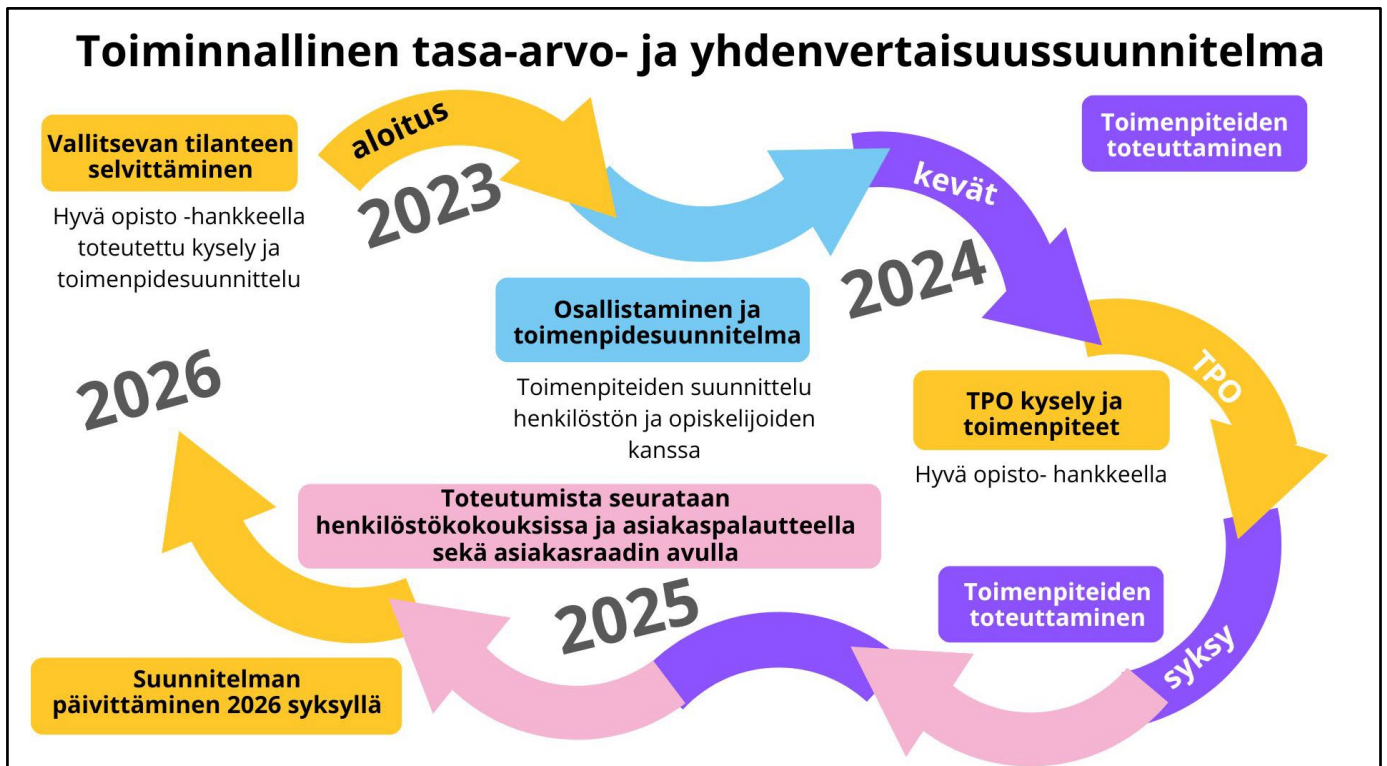 Toiminnallinen tasa-arvo- ja yhdenvertaisuussuunnitelma
Vallitsevan tilanteen
selvittäminen
Hyvä opisto -hankkeella
toteutettu kysely ja
toimenpidesuunnittelu
aloitus
2023
Osallistaminen ja
toimenpidesuunnitelma
Toimenpiteiden suunnittelu
henkilöstön ja opiskelijoiden
kanssa
kevät
2024
Toimenpiteiden
toteuttaminen
TPO
TPO kysely ja
toimenpiteet
Hyvä opisto- hankkeella
syksy
Toimenpiteiden
toteuttaminen
2025
Toteutumista seurataan
henkilöstökokouksissa ja asiakaspalautteella
sekä asiakasraadin avulla
2026
Suunnitelman
päivittäminen 2026 syksyllä